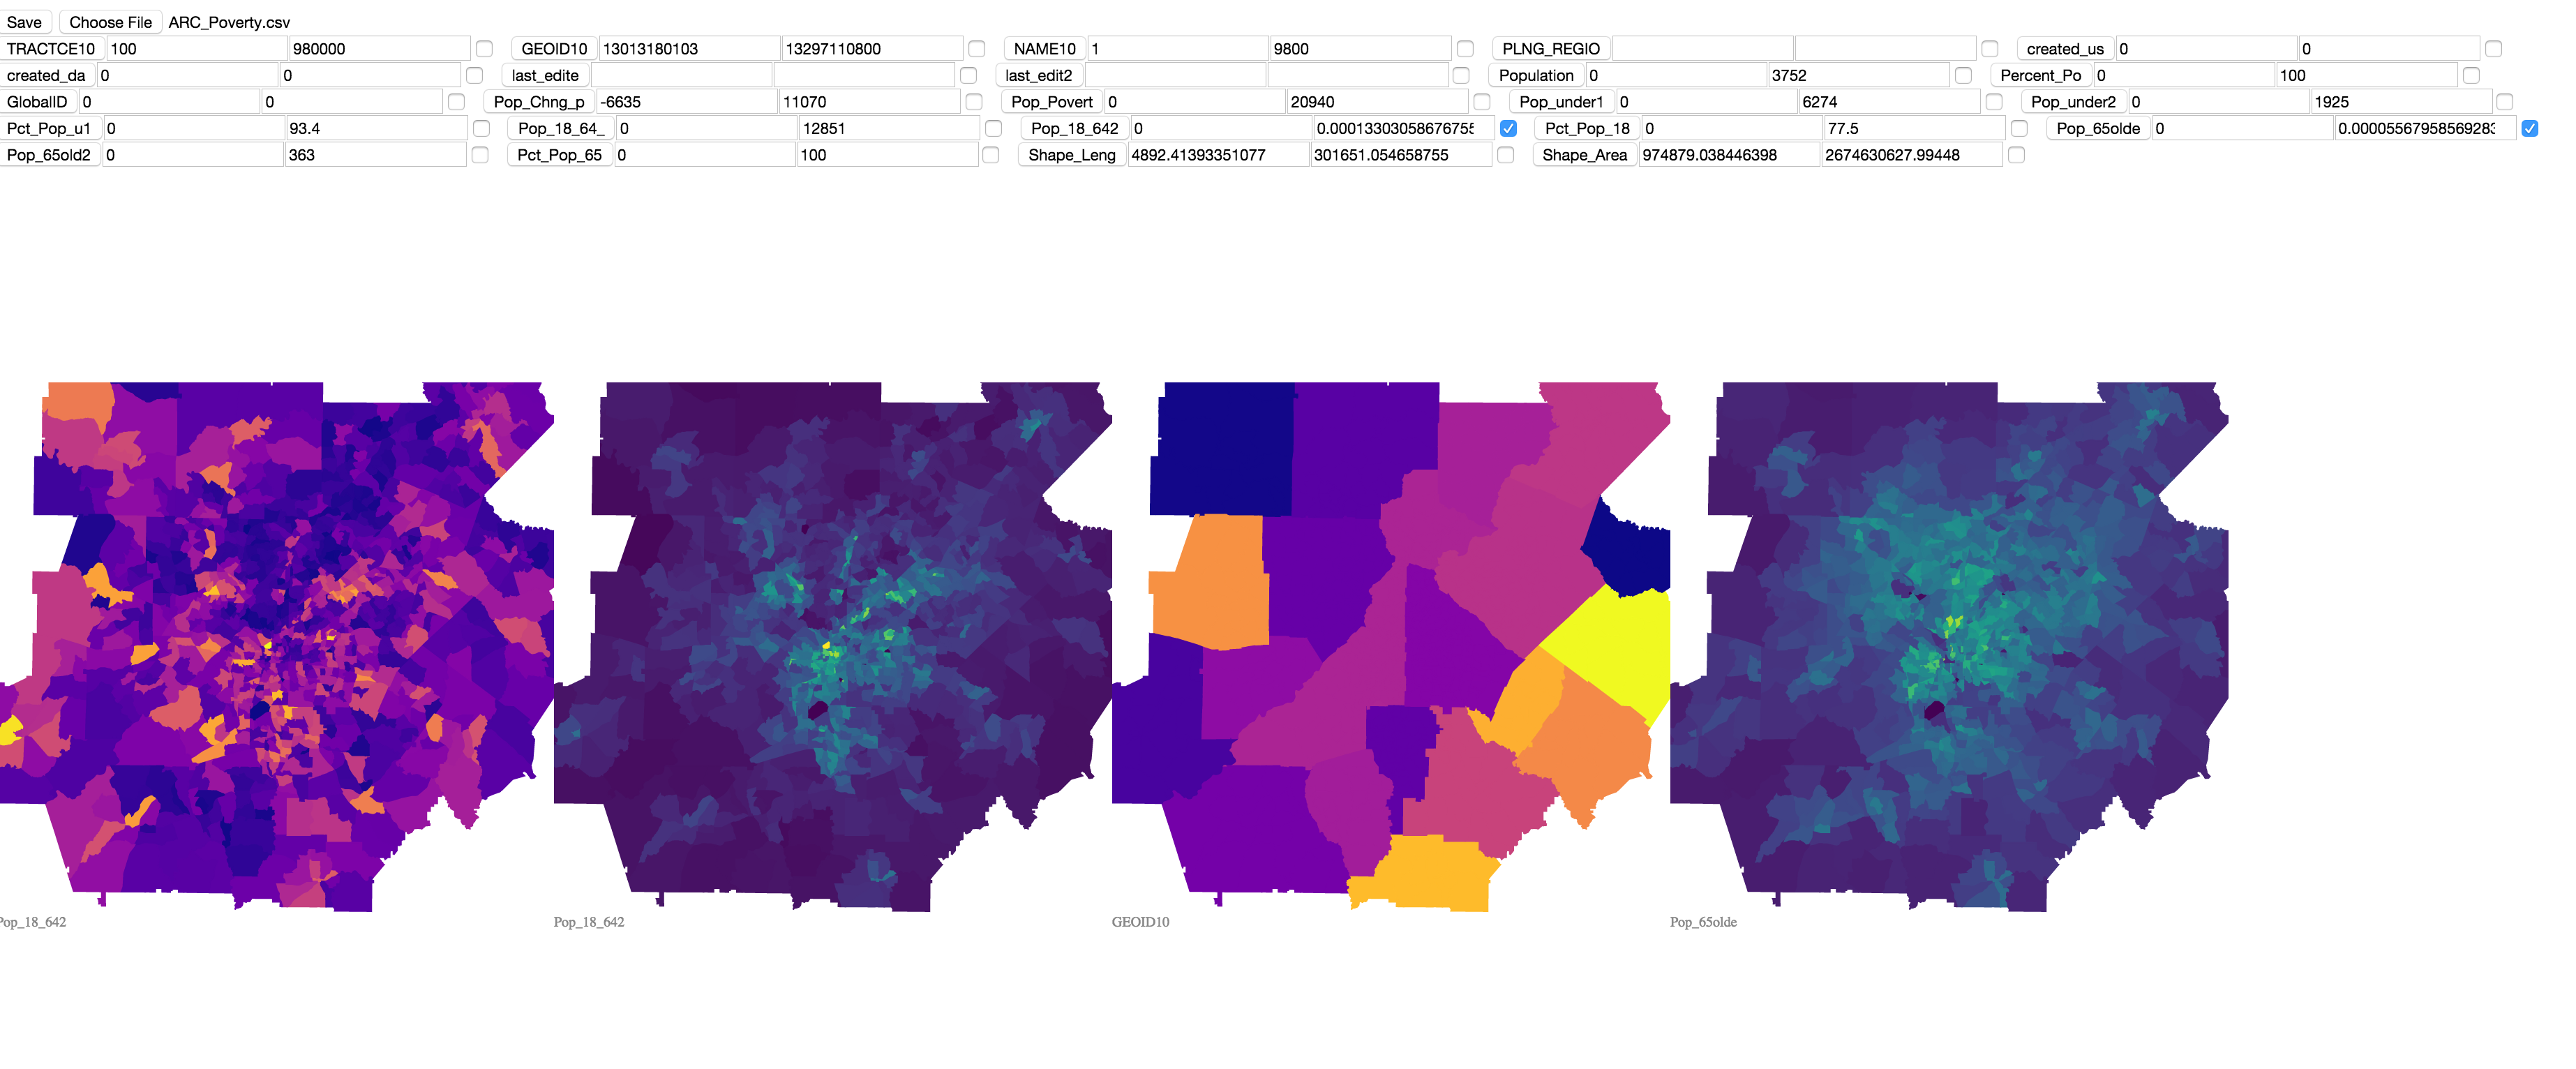 Save Choose File ARC_Poverty.csv
TRACTCE10 100 980000 GEOID10 13013180103 13297110800 NAME10 1 9800 PLNG_REGIO created_us 0 0
created_da 0 0 last_edite last_edit2 Population 0 3752 Percent_Po 0 100
GlobalID 0 0 Pop_Chng_p -6635 11070 Pop_Povert 0 20940 Pop_under1 0 6274 Pop_under2 0 1925
Pct_Pop_u1 0 93.4 Pop_18_64_ 0 12851 Pop_18_642 0 0.00013303058676755 Pct_Pop_18 0 77.5 Pop_65olde 0 0.00005567958569283
Pop_65old2 0 363 Pct_Pop_65 0 100 Shape_Leng 4892.41393351077 301651.054658755 Shape_Area 974879.038446398 2674630627.99448
Pop_18_642 Pop_18_642 GEOID10 Pop_65olde